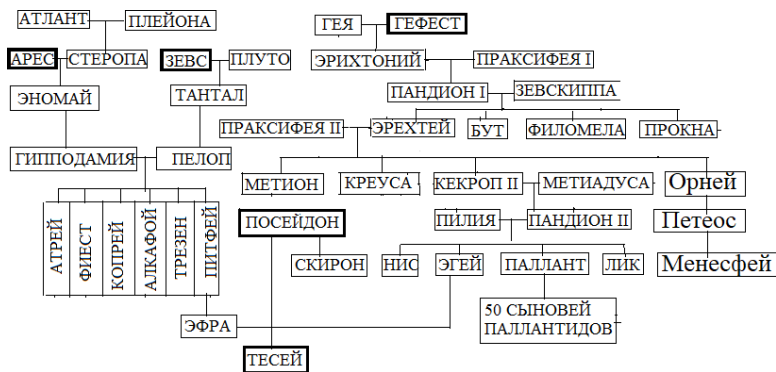 АТЛАНТ ПЛЕЙОНА ГЕЯ ГЕФЕСТ
АРЕС СТЕРОПА ЗЕВС ПЛУТО ЭРИХТОНИЙ ПРАКСИФЕЯ I
ЭНОМАЙ ТАНТАЛ ПАНДИОН I ЗЕВСКИППА
ПРАКСИФЕЯ II ЭРЕХТЕЙ БУТ ФИЛОМЕЛА ПРОКНА
ГИППОДАМИЯ ПЕЛОП
МЕТИОН КРЕУСА КЕКРОП II МЕТИАДУСА Орней
АТРЕЙ ФИЕСТ КОПРЕЙ АЛКАФОЙ ТРЕЗЕН ПИТФЕЙ
ПОСЕЙДОН ПИЛИЯ ПАНДИОН II Петеос
СКИРОН НИС ЭГЕЙ ПАЛЛАНТ ЛИК Менесфей
50 СЫНОВЕЙ
ПАЛЛАНТИДОВ
ЭФРА
ТЕСЕЙ